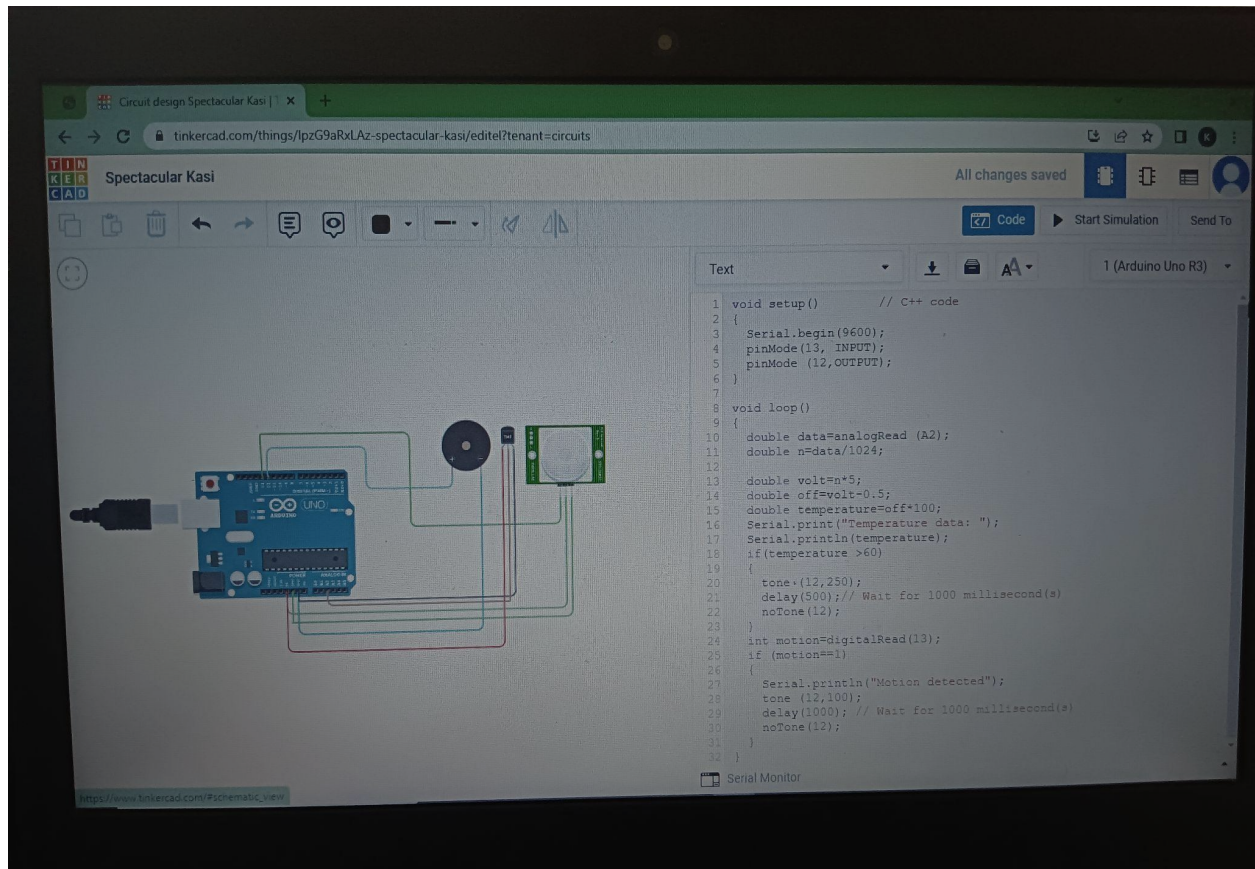 Circuit design Spectacular Kasi | T
tinkercad.com/things/lpzG9aRxLAz-spectacular-kasi/editel?tenant=circuits
K
TIN
KER
CAD
Spectacular Kasi
All changes saved
Code
Start Simulation
Send To
Text
1 (Arduino Uno R3)
1 void setup() // C++ code
2 {
3 Serial.begin(9600);
4 pinMode(13, INPUT);
5 pinMode (12,OUTPUT);
6 }
7
8 void loop()
9 {
10 double data=analogRead (A2);
11 double n=data/1024;
12
13 double volt=n*5;
14 double off=volt-0.5;
15 double temperature=off*100;
16 Serial.print("Temperature data: ");
17 Serial.println(temperature);
18 if(temperature >60)
19 {
20 tone (12,250);
21 delay(500);// Wait for 1000 millisecond(s)
22 noTone(12);
23 }
24 int motion=digitalRead(13);
25 if (motion==1)
26 {
27 Serial.println("Motion detected");
28 tone (12,100);
29 delay(1000); // Wait for 1000 millisecond(s)
30 noTone(12);
31 }
32 }
UNO
ARDUINO
POWER
ANALOG IN
Serial Monitor
https://www.tinkercad.com/#schematic_view